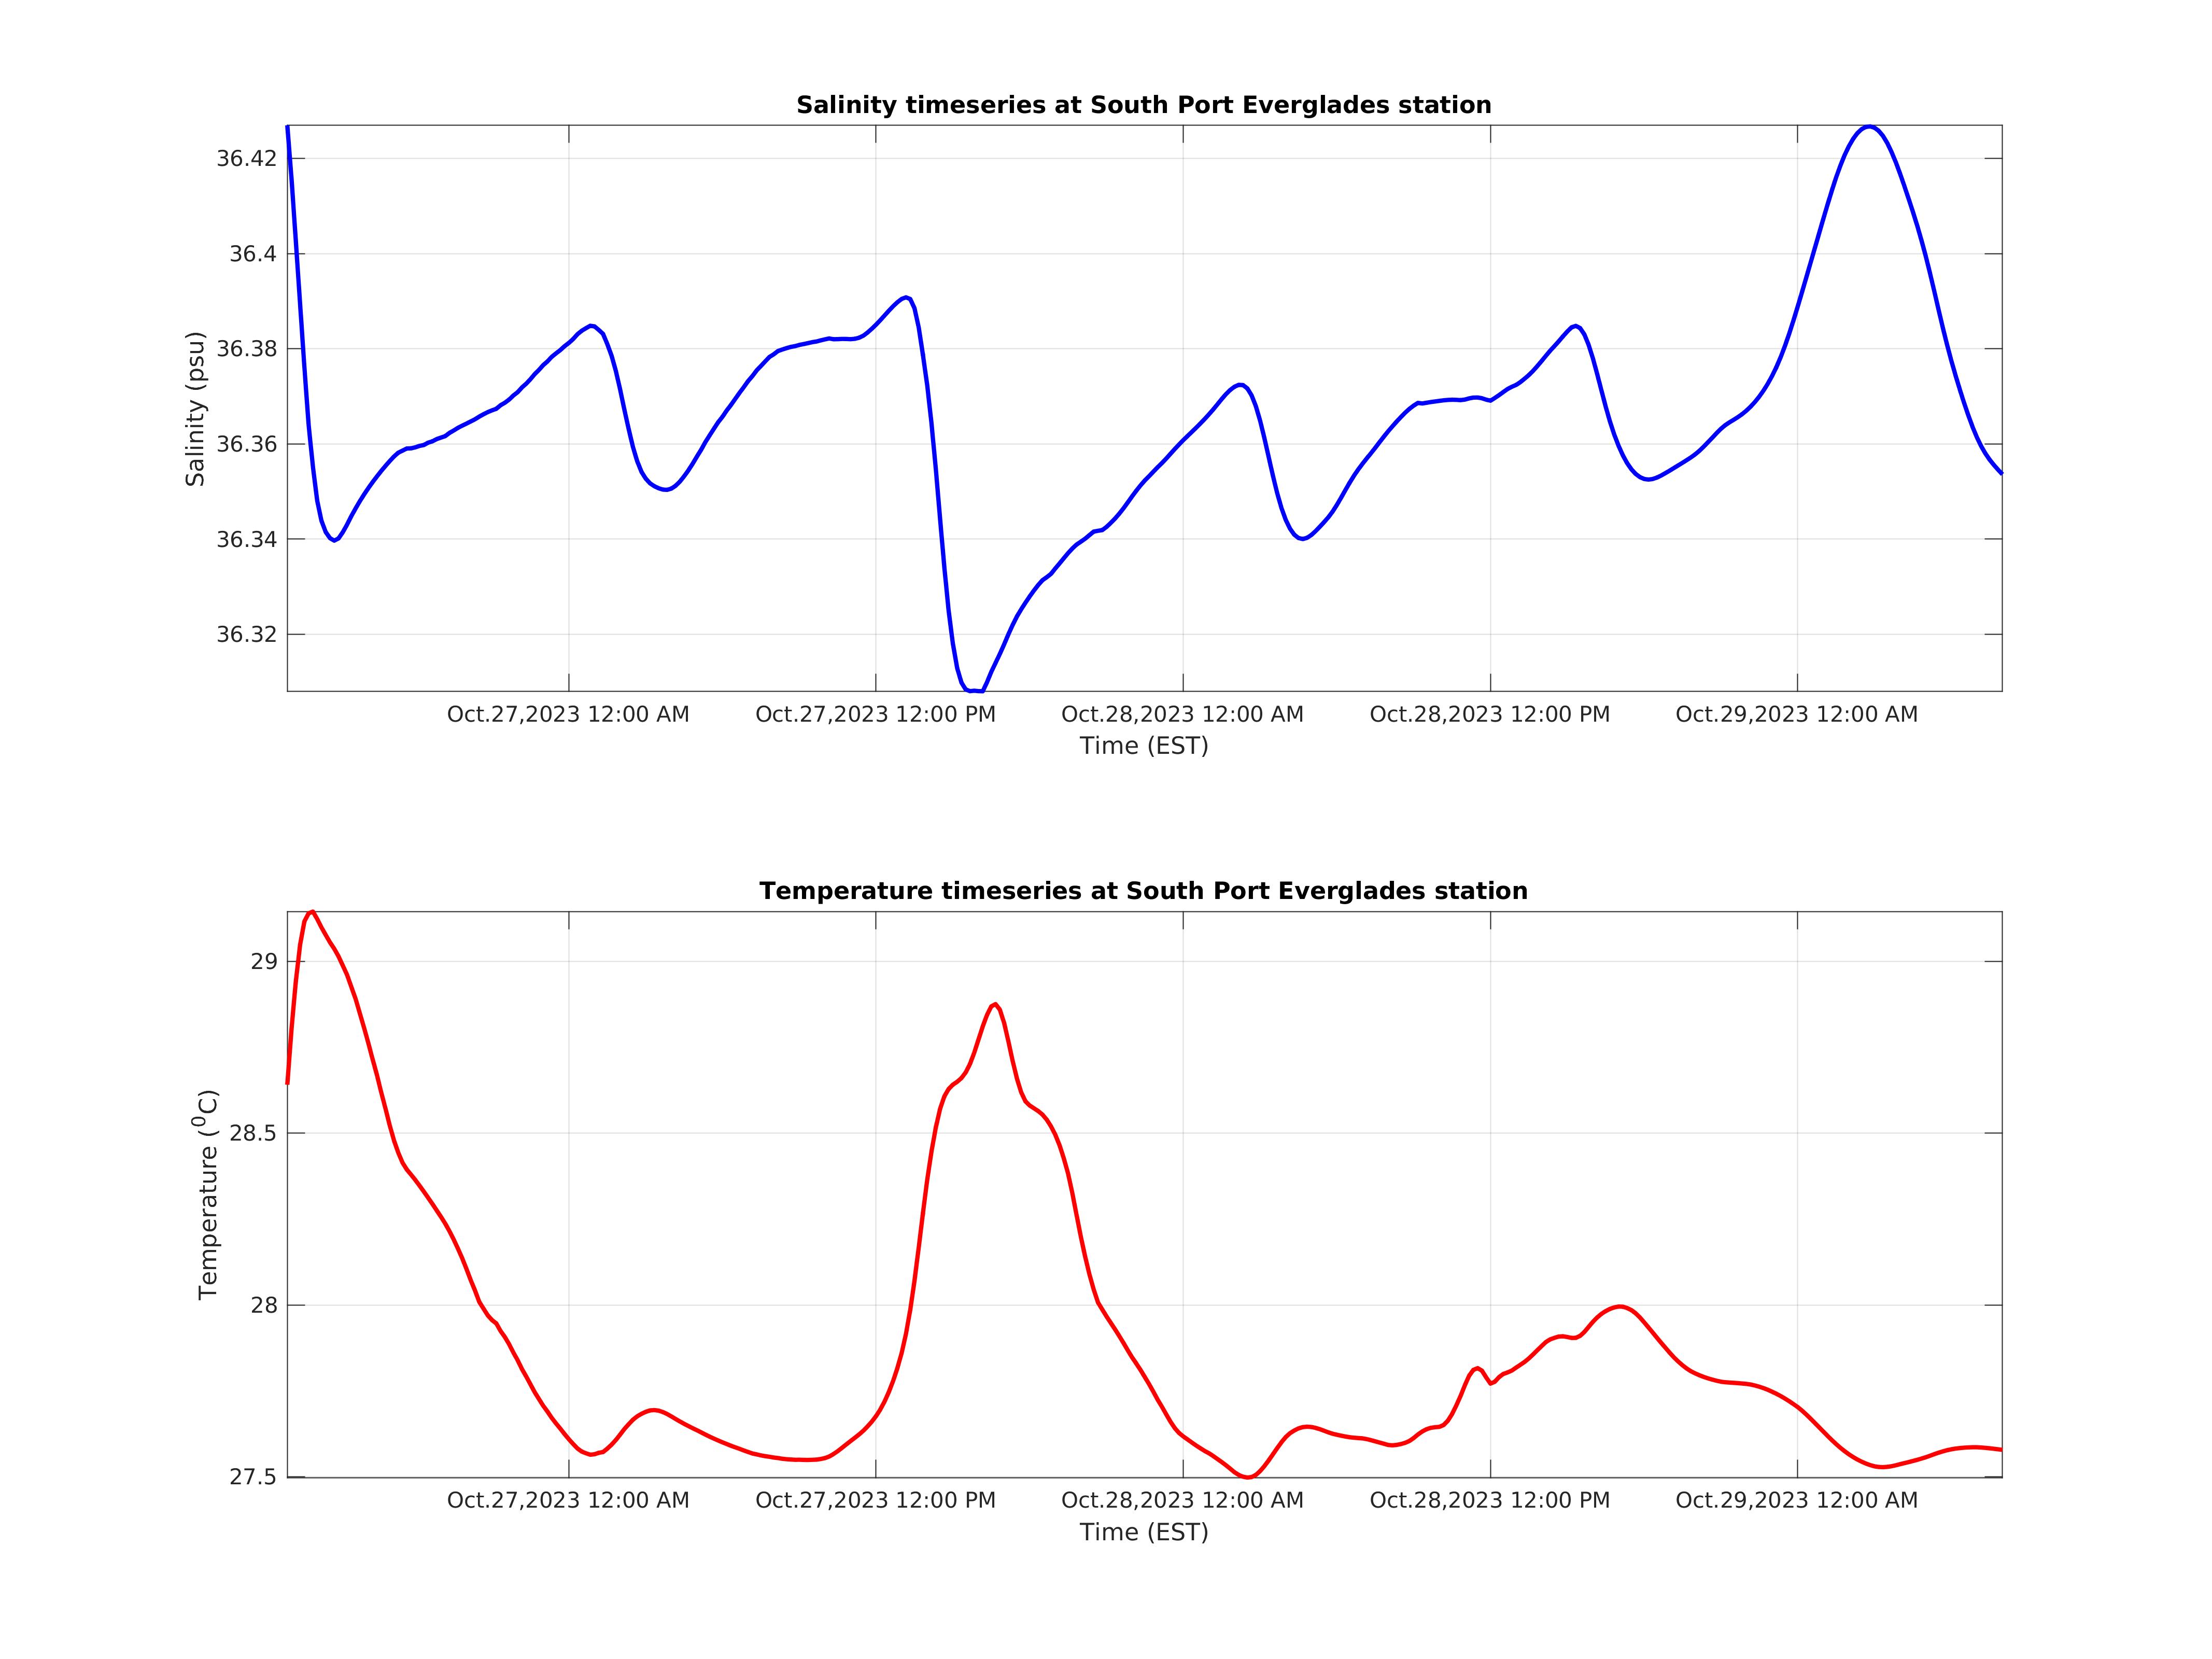 Salinity timeseries at South Port Everglades station
Salinity (psu)
36.42
36.4
36.38
36.36
36.34
36.32
Oct.27,2023 12:00 AM
Oct.27,2023 12:00 PM
Oct.28,2023 12:00 AM
Oct.28,2023 12:00 PM
Oct.29,2023 12:00 AM
Time (EST)
Temperature timeseries at South Port Everglades station
Temperature (⁰C)
29
28.5
28
27.5
Oct.27,2023 12:00 AM
Oct.27,2023 12:00 PM
Oct.28,2023 12:00 AM
Oct.28,2023 12:00 PM
Oct.29,2023 12:00 AM
Time (EST)